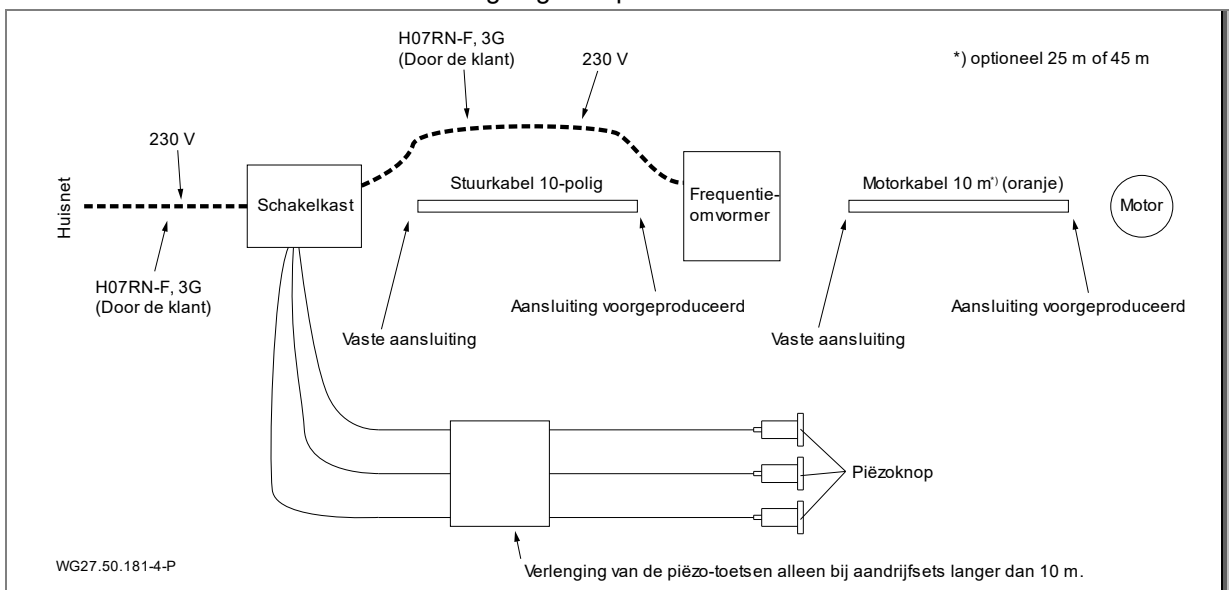 H07RN-F, 3G
(Door de klant)
230 V
*) optioneel 25 m of 45 m
230 V
Huisnet
Schakelkast
Stuurkabel 10-polig
Frequentie-
omvormer
Motorkabel 10 m*) (oranje)
Motor
H07RN-F, 3G
(Door de klant)
Aansluiting voorgeproduceerd
Aansluiting voorgeproduceerd
Vaste aansluiting
Vaste aansluiting
Piëzoknop
WG27.50.181-4-P
Verlenging van de piëzo-toetsen alleen bij aandrijfsets langer dan 10 m.